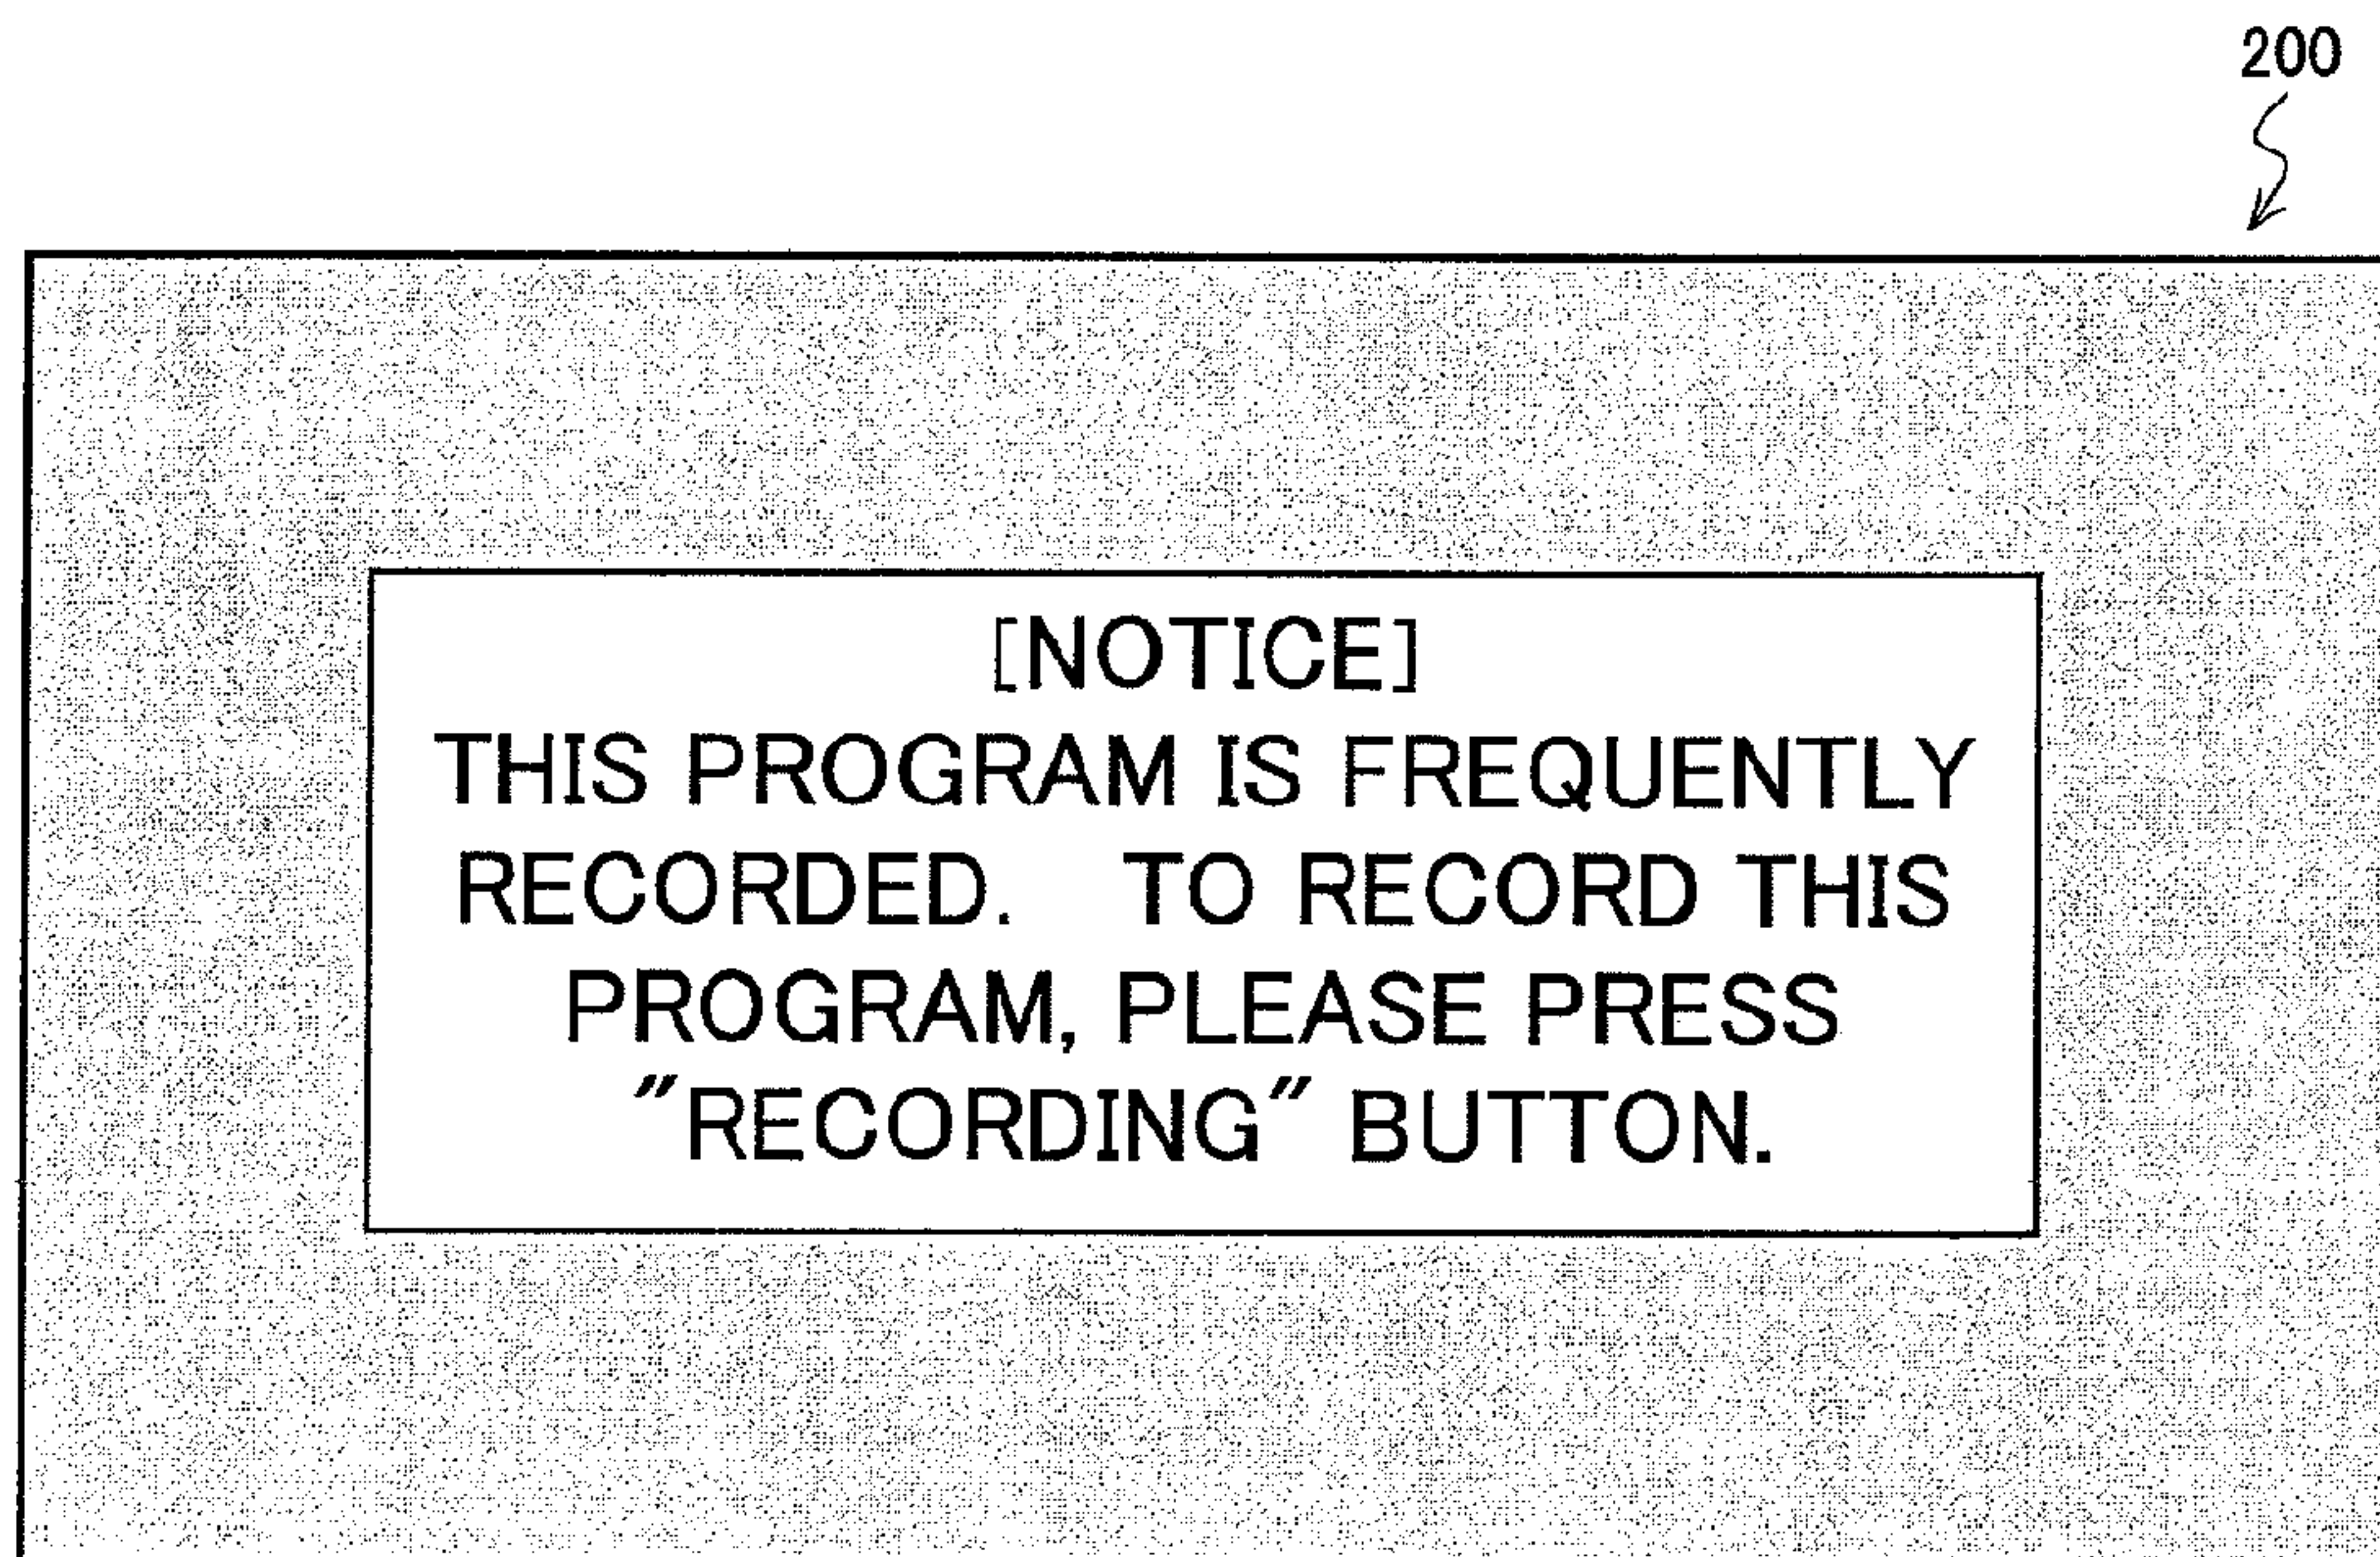 200
[NOTICE]
THIS PROGRAM IS FREQUENTLY
RECORDED.   TO RECORD THIS
PROGRAM, PLEASE PRESS
"RECORDING" BUTTON.